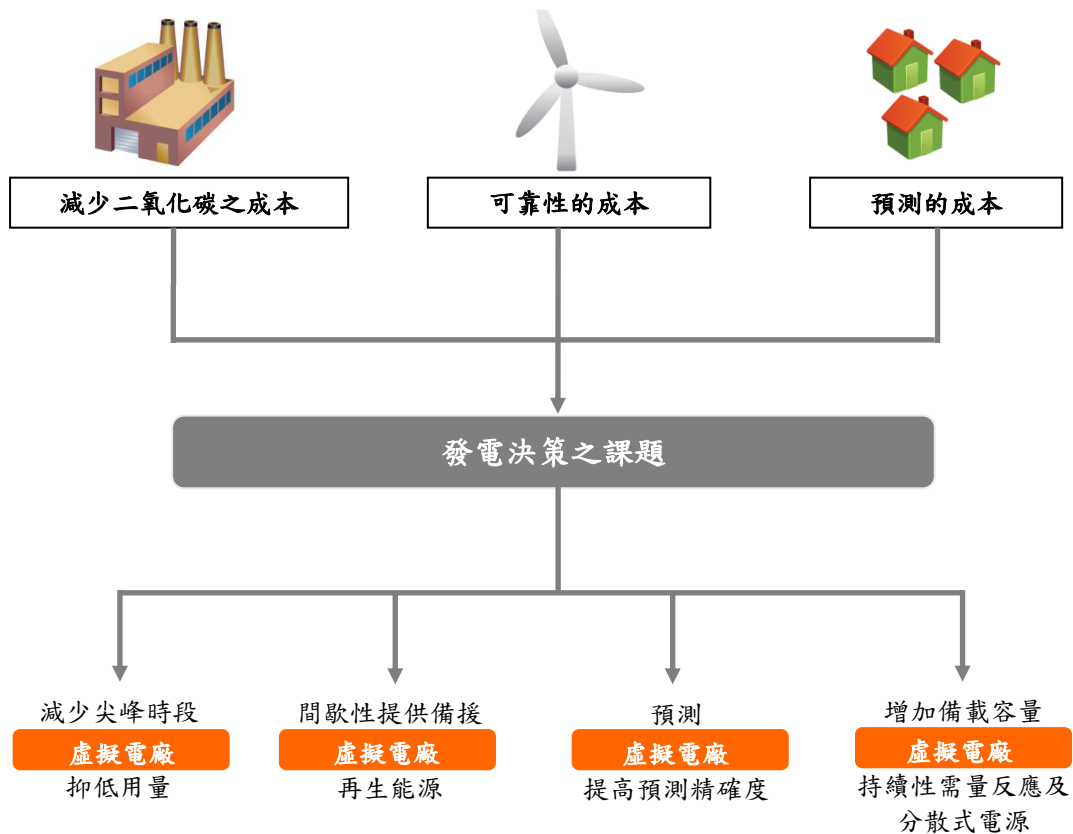 減少二氧化碳之成本
可靠性的成本
預測的成本
發電決策之課題
減少尖峰時段
虛擬電廠
抑低用量
間歇性提供備援
虛擬電廠
再生能源
預測
虛擬電廠
提高預測精確度
增加備載容量
虛擬電廠
持續性需量反應及
分散式電源